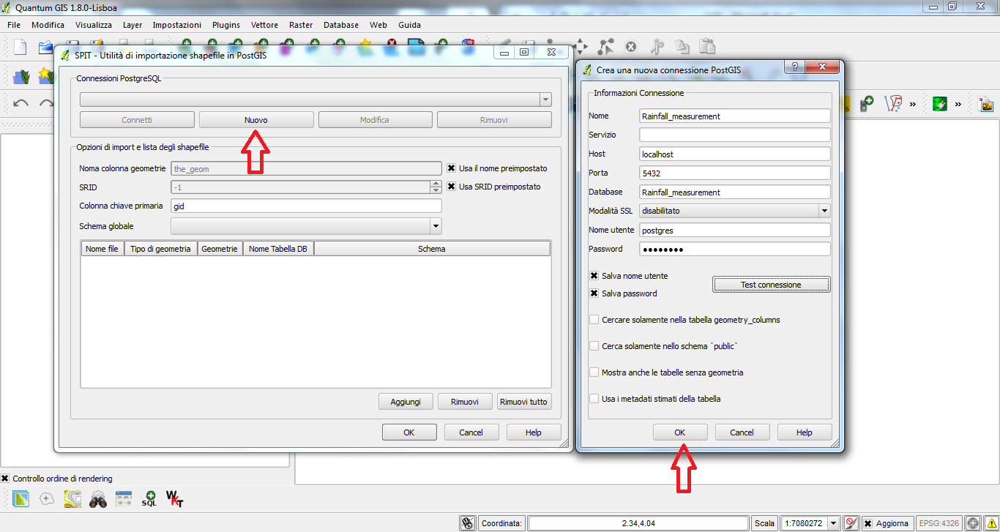 Quantum GIS 1.8.0-Lisboa
File Modifica Visualizza Layer Impostazioni Plugins Vettore Raster Database Web Guida
SPIT - Utilità di importazione shapefile in PostGIS
Connessioni PostgreSQL
Connetti Nuovo Modifica Rimuovi
Opzioni di import e lista degli shapefile
Noma colonna geometrie the_geom Usa il nome preimpostato
SRID -1 Usa SRID preimpostato
Colonna chiave primaria gid
Schema globale
Nome file Tipo di geometria Geometrie Nome Tabella DB Schema
Aggiungi Rimuovi Rimuovi tutto
OK Cancel Help
Crea una nuova connessione PostGIS
Informazioni Connessione
Nome Rainfall_measurement
Servizio
Host localhost
Porta 5432
Database Rainfall_measurement
Modalità SSL disabilitato
Nome utente postgres
Password ●●●●●●●●
Salva nome utente
Test connessione
Salva password
Cercare solamente nella tabella geometry_columns
Cerca solamente nello schema `public`
Mostra anche le tabelle senza geometria
Usa i metadati stimati della tabella
OK Cancel Help
Controllo ordine di rendering
SQL WKT
Coordinata: 2.34,4.04 Scala 1:7080272 Aggiorna EPSG:4326